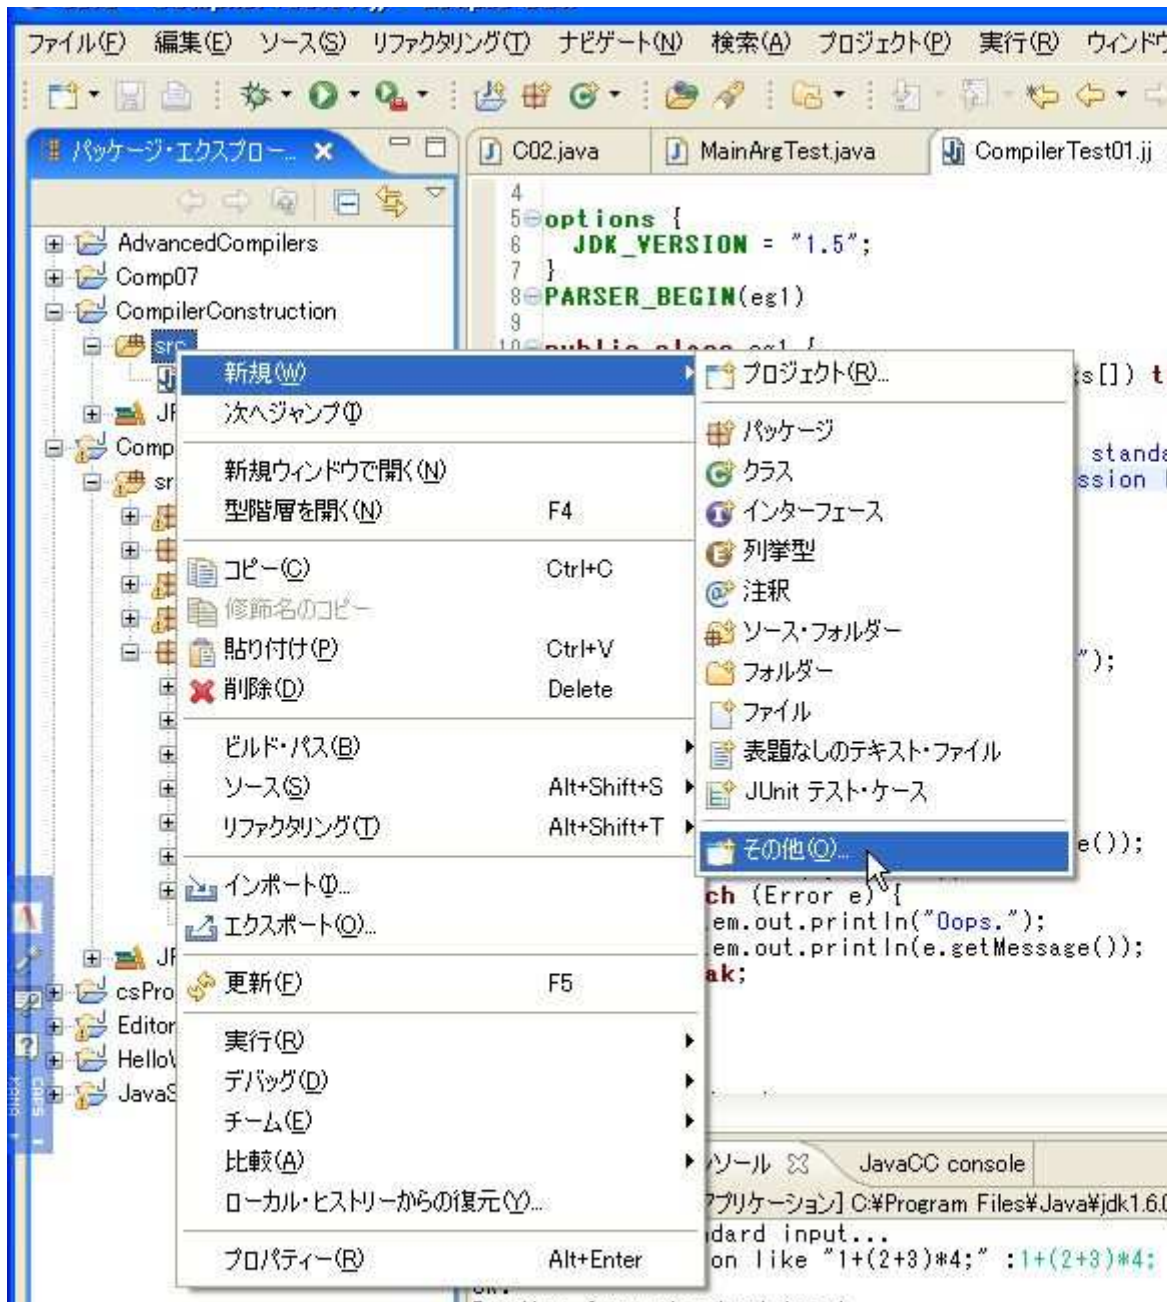 ファイル(F) 編集(E) ソース(S) リファクタリング(T) ナビゲート(N) 検索(A) プロジェクト(P) 実行(R) ウィンドウ
パッケージ・エクスプロー...
C02.java
MainArgTest.java
CompilerTest01.jj
AdvancedCompilers
Comp07
CompilerConstruction
src
Comp
csPro
Editor
JavaS
4
5 options {
6 JDK_VERSION = "1.5";
7 }
8 PARSER_BEGIN(eg1)
9
s[]) t
standa
ssion
");
e());
ch (Error e) {
em.out.println("Oops.");
em.out.println(e.getMessage());
ak;
新規(W)
次へジャンプ(I)
新規ウィンドウで開く(N)
型階層を開く(N) F4
コピー(C) Ctrl+C
修飾名のコピー
貼り付け(P) Ctrl+V
削除(D) Delete
ビルド・パス(B)
ソース(S) Alt+Shift+S
リファクタリング(T) Alt+Shift+T
インポート(I)...
エクスポート(O)...
更新(F) F5
実行(R)
デバッグ(D)
チーム(E)
比較(A)
ローカル・ヒストリーからの復元(Y)...
プロパティー(R) Alt+Enter
プロジェクト(R)...
パッケージ
クラス
インターフェース
列挙型
注釈
ソース・フォルダー
フォルダー
ファイル
表題なしのテキスト・ファイル
JUnit テスト・ケース
その他(O)...
CAPS
KANA
ソール
JavaCC console
アプリケーション] C:¥Program Files¥Java¥jdk1.6.0
dard input...
on like "1+(2+3)*4;" :1+(2+3)*4;